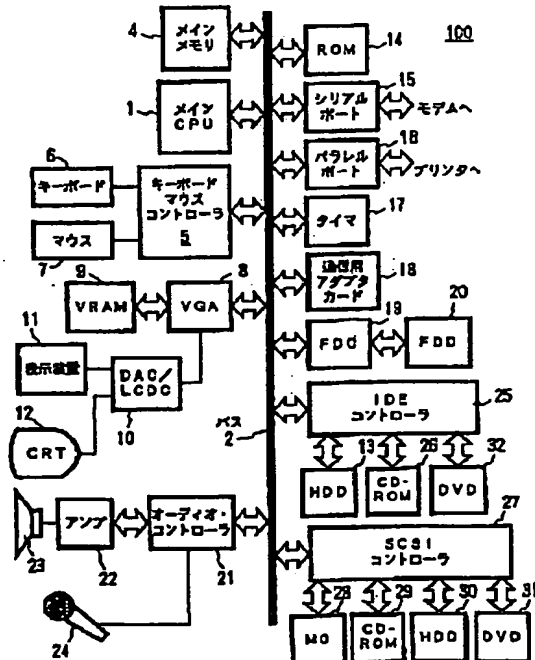 100
4
メイン
メモリ
1
メイン
CPU
6
キーボード
マウス
7
キーボード
マウス
コントローラ
5
9
VRAM
8
VGA
11
表示装置
DAC/
LCDC
10
12
CRT
バス
2
23
アンプ
22
オーディオ・
コントローラ
21
24
ROM
14
15
シリアル
ポート
モデムへ
16
パラレル
ポート
プリンタへ
タイマ
17
通信用
アダプタ
カード
18
19
FDC
20
FDD
IDE
コントローラ
25
13
HDD
26
CD-
ROM
32
DVD
27
SCSI
コントローラ
28
MO
29
CD-
ROM
30
HDD
31
DVD